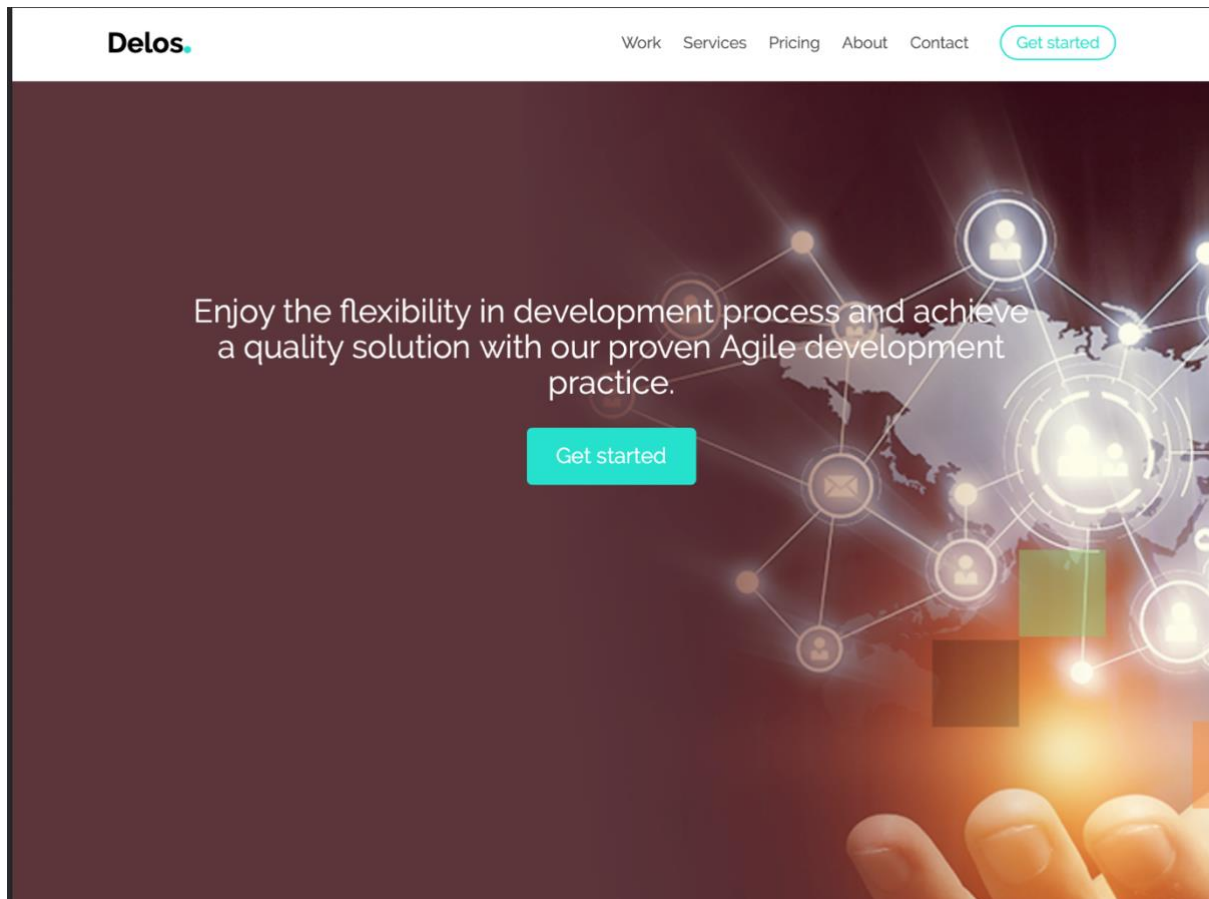 Delos.
Work Services Pricing About Contact Get started
Enjoy the flexibility in development process and achieve
a quality solution with our proven Agile development
practice.
Get started